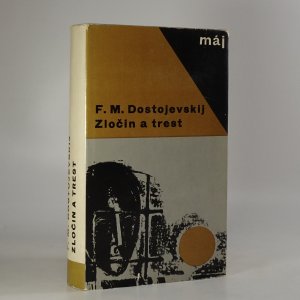 máj
F. M. Dostojevskij
Zločin a trest
F. M. DOSTOJEVSKIJ
ZLOČIN A TREST